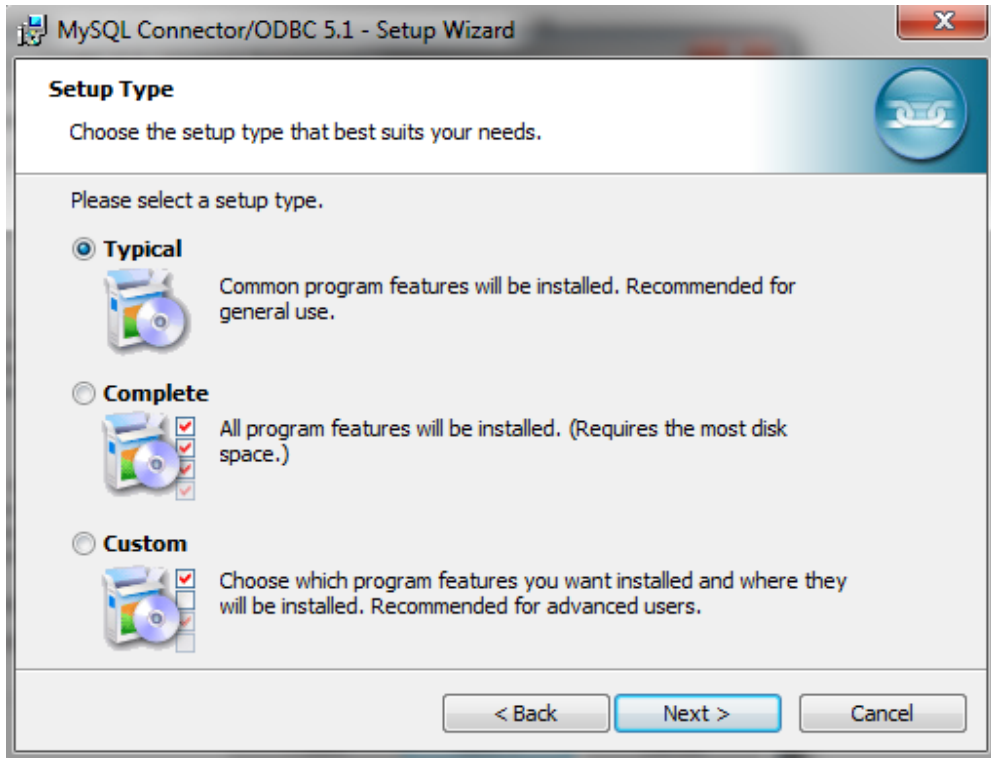 MySQL Connector/ODBC 5.1 - Setup Wizard
Setup Type
Choose the setup type that best suits your needs.
Please select a setup type.
Typical
Common program features will be installed. Recommended for
general use.
Complete
All program features will be installed. (Requires the most disk
space.)
Custom
Choose which program features you want installed and where they
will be installed. Recommended for advanced users.
< Back Next > Cancel